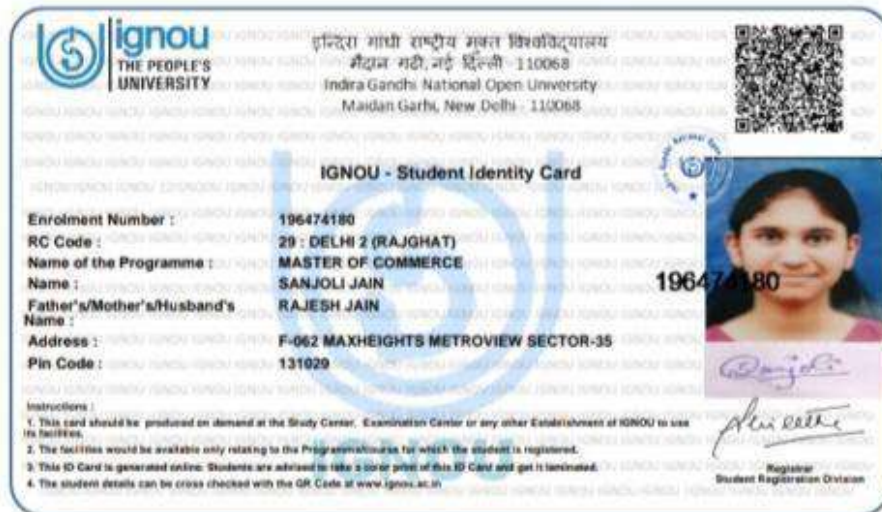 ignou
THE PEOPLE'S
UNIVERSITY
इन्दिरा गांधी राष्ट्रीय मुक्त विश्वविद्यालय
मैदान गढी, नई दिल्ली 110068
Indira Gandhi National Open University
Maidan Garhi, New Delhi - 110068
IGNOU - Student Identity Card
Enrolment Number : 196474180
RC Code : 29 : DELHI 2 (RAJGHAT)
Name of the Programme : MASTER OF COMMERCE
Name : SANJOLI JAIN
Father's/Mother's/Husband's
Name : RAJESH JAIN
Address : F-062 MAXHEIGHTS METROVIEW SECTOR-35
Pin Code : 131029
196474180
Sanjoli
Instructions :
1. This card should be produced on demand at the Study Center, Examination Center or any other Establishment of IGNOU to use
its facilities.
2. The facilities would be available only relating to the Programme/course for which the student is registered.
3. This ID Card is generated online. Students are advised to take a color print of this ID Card and get it laminated.
4. The student details can be cross checked with the QR Code at www.ignou.ac.in
Registrar
Student Registration Division
IGNOU